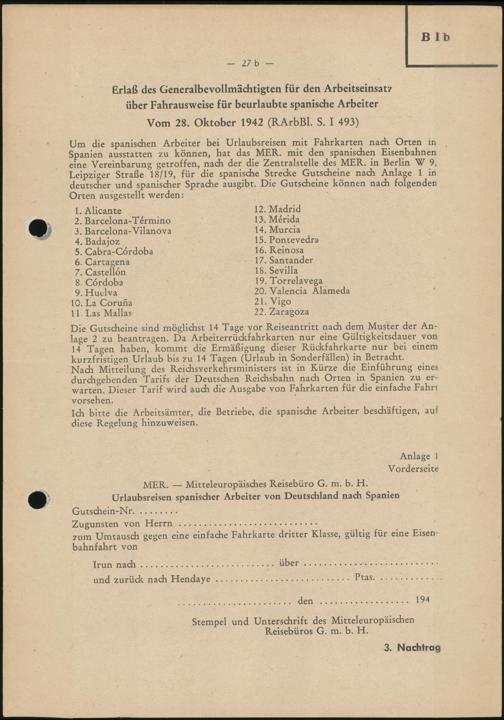 B I b
— 27 b —
Erlaß des Generalbevollmächtigten für den Arbeitseinsatz
über Fahrausweise für beurlaubte spanische Arbeiter
Vom 28. Oktober 1942 (RArbBl. S. I 493)
Um die spanischen Arbeiter bei Urlaubsreisen mit Fahrkarten nach Orten in
Spanien ausstatten zu können, hat das MER. mit den spanischen Eisenbahnen
eine Vereinbarung getroffen, nach der die Zentralstelle des MER. in Berlin W 9,
Leipziger Straße 18/19, für die spanische Strecke Gutscheine nach Anlage 1 in
deutscher und spanischer Sprache ausgibt. Die Gutscheine können nach folgenden
Orten ausgestellt werden:
1. Alicante
2. Barcelona-Término
3. Barcelona-Vilanova
4. Badajoz
5. Cabra-Córdoba
6. Cartagena
7. Castellón
8. Córdoba
9. Huelva
10. La Coruña
11. Las Mallas
12. Madrid
13. Mérida
14. Murcia
15. Pontevedra
16. Reinosa
17. Santander
18. Sevilla
19. Torrelavega
20. Valencia Alameda
21. Vigo
22. Zaragoza
Die Gutscheine sind möglichst 14 Tage vor Reiseantritt nach dem Muster der An-
lage 2 zu beantragen. Da Arbeiterrückfahrkarten nur eine Gültigkeitsdauer von
14 Tagen haben, kommt die Ermäßigung dieser Rückfahrkarte nur bei einem
kurzfristigen Urlaub bis zu 14 Tagen (Urlaub in Sonderfällen) in Betracht.
Nach Mitteilung des Reichsverkehrsministers ist in Kürze die Einführung eines
durchgehenden Tarifs der Deutschen Reichsbahn nach Orten in Spanien zu er-
warten. Dieser Tarif wird auch die Ausgabe von Fahrkarten für die einfache Fahrt
vorsehen.
Ich bitte die Arbeitsämter, die Betriebe, die spanische Arbeiter beschäftigen, auf
diese Regelung hinzuweisen.
Anlage 1
Vorderseite
MER. — Mitteleuropäisches Reisebüro G. m. b. H.
Urlaubsreisen spanischer Arbeiter von Deutschland nach Spanien
Gutschein-Nr. ........
Zugunsten von Herrn ............................
zum Umtausch gegen eine einfache Fahrkarte dritter Klasse, gültig für eine Eisen-
bahnfahrt von
Irun nach .......................... über ..........................
und zurück nach Hendaye .......................... Ptas. ............
...................... den .................. 194
Stempel und Unterschrift des Mitteleuropäischen
Reisebüros G. m. b. H.
3. Nachtrag